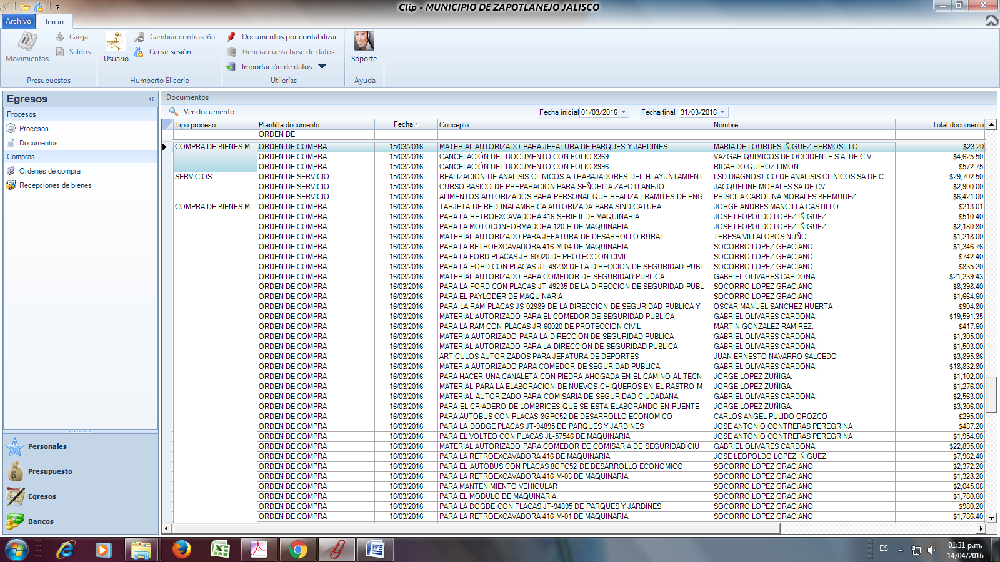 Clip - MUNICIPIO DE ZAPOTLANEJO JALISCO
Archivo
Inicio
Movimientos
Carga
Saldos
Presupuestos
Usuario
Cambiar contraseña
Cerrar sesión
Humberto Elicerio
Documentos por contabilizar
Genera nueva base de datos
Importación de datos
Utilerías
Soporte
Ayuda
Egresos «
Procesos
Procesos
Documentos
Compras
Órdenes de compra
Recepciones de bienes
Personales
Presupuesto
Egresos
Bancos
Documentos
Ver documento Fecha inicial 01/03/2016 Fecha final 31/03/2016
Tipo proceso Plantilla documento Fecha / Concepto Nombre Total documento
ORDEN DE
COMPRA DE BIENES M ORDEN DE COMPRA 15/03/2016 MATERIAL AUTORIZADO PARA JEFATURA DE PARQUES Y JARDINES MARIA DE LOURDES IÑIGUEZ HERMOSILLO $23.20
ORDEN DE COMPRA 15/03/2016 CANCELACIÓN DEL DOCUMENTO CON FOLIO 8369 VAZGAR QUIMICOS DE OCCIDENTE S.A. DE C.V. -$4,625.50
ORDEN DE COMPRA 15/03/2016 CANCELACIÓN DEL DOCUMENTO CON FOLIO 8996 RICARDO QUIROZ LIMON. -$572.75
SERVICIOS ORDEN DE SERVICIO 15/03/2016 REALIZACION DE ANALISIS CLINICOS A TRABAJADORES DEL H. AYUNTAMIENT LSD DIAGNOSTICO DE ANALISIS CLINICOS SA DE C $29,702.50
ORDEN DE SERVICIO 15/03/2016 CURSO BASICO DE PREPARACION PARA SEÑORITA ZAPOTLANEJO JACQUELINE MORALES SA DE CV. $2,900.00
ORDEN DE SERVICIO 15/03/2016 ALIMENTOS AUTORIZADOS PARA PERSONAL QUE REALIZA TRAMITES DE ENG PRISCILA CAROLINA MORALES BERMUDEZ $6,421.00
COMPRA DE BIENES M ORDEN DE COMPRA 16/03/2016 TARJETA DE RED INALAMBRICA AUTORIZADA PARA SINDICATURA JORGE ANDRES MANCILLA CASTILLO. $213.01
ORDEN DE COMPRA 16/03/2016 PARA LA RETROEXCAVADORA 416 SERIE II DE MAQUINARIA JOSE LEOPOLDO LOPEZ IÑIGUEZ $510.40
ORDEN DE COMPRA 16/03/2016 PARA LA MOTOCONFORMADORA 120-H DE MAQUINARIA JOSE LEOPOLDO LOPEZ IÑIGUEZ $2,180.80
ORDEN DE COMPRA 16/03/2016 MATERIAL AUTORIZADO PARA JEFATURA DE DESARROLLO RURAL TERESA VILLALOBOS NUÑO $1,218.00
ORDEN DE COMPRA 16/03/2016 PARA LA RETROEXCAVADORA 416 M-04 DE MAQUINARIA SOCORRO LOPEZ GRACIANO $1,346.76
ORDEN DE COMPRA 16/03/2016 PARA LA FORD PLACAS JR-60020 DE PROTECCION CIVIL SOCORRO LOPEZ GRACIANO $742.40
ORDEN DE COMPRA 16/03/2016 PARA LA FORD CON PLACAS JT-49238 DE LA DIRECCION DE SEGURIDAD PUBL SOCORRO LOPEZ GRACIANO $835.20
ORDEN DE COMPRA 16/03/2016 MATERIAL AUTORIZADO PARA COMEDOR DE SEGURIDAD PUBLICA GABRIEL OLIVARES CARDONA. $21,239.43
ORDEN DE COMPRA 16/03/2016 PARA LA FORD CON PLACAS JT-49235 DE LA DIRECCION DE SEGURIDAD PUBL SOCORRO LOPEZ GRACIANO $8,398.40
ORDEN DE COMPRA 16/03/2016 PARA EL PAYLODER DE MAQUINARIA SOCORRO LOPEZ GRACIANO $1,664.60
ORDEN DE COMPRA 16/03/2016 PARA LA RAM PLACAS JS-02989 DE LA DIRECCION DE SEGURIDAD PUBLICA Y OSCAR MANUEL SANCHEZ HUERTA $904.80
ORDEN DE COMPRA 16/03/2016 MATERIAL AUTORIZADO PARA EL COMEDOR DE SEGURIDAD PUBLICA GABRIEL OLIVARES CARDONA. $19,591.35
ORDEN DE COMPRA 16/03/2016 PARA LA RAM CON PLACAS JR-60020 DE PROTECCION CIVIL MARTIN GONZALEZ RAMIREZ. $417.60
ORDEN DE COMPRA 16/03/2016 MATERIA AUTORIZADO PARA LA DIRECCION DE SEGURIDAD PUBLICA GABRIEL OLIVARES CARDONA. $1,305.00
ORDEN DE COMPRA 16/03/2016 MATERIAL AUTORIZADO PARA LA DIRECCION DE SEGURIDAD PUBLICA GABRIEL OLIVARES CARDONA. $1,503.00
ORDEN DE COMPRA 16/03/2016 ARTICULOS AUTORIZADOS PARA JEFATURA DE DEPORTES JUAN ERNESTO NAVARRO SALCEDO $3,895.86
ORDEN DE COMPRA 16/03/2016 MATERIA AUTORIZADO PARA COMEDOR DE SEGURIDAD PUBLICA GABRIEL OLIVARES CARDONA. $18,832.80
ORDEN DE COMPRA 16/03/2016 PARA HACER UNA CANALETA CON PIEDRA AHOGADA EN EL CAMINO AL TECN JORGE LOPEZ ZUÑIGA. $1,102.00
ORDEN DE COMPRA 16/03/2016 MATERIAL PARA LA ELABORACION DE NUEVOS CHIQUEROS EN EL RASTRO M JORGE LOPEZ ZUÑIGA. $1,276.00
ORDEN DE COMPRA 16/03/2016 MATERIAL AUTORIZADO PARA COMISARIA DE SEGURIDAD CIUDADANA GABRIEL OLIVARES CARDONA. $2,563.00
ORDEN DE COMPRA 16/03/2016 PARA EL CRIADERO DE LOMBRICES QUE SE ESTA ELABORANDO EN PUENTE JORGE LOPEZ ZUÑIGA. $3,306.00
ORDEN DE COMPRA 16/03/2016 PARA AUTOBUS CON PLACAS 8GPC52 DE DESARROLLO ECONOMICO CARLOS ANGEL PULIDO OROZCO $295.00
ORDEN DE COMPRA 16/03/2016 PARA LA DODGE PLACAS JT-94895 DE PARQUES Y JARDINES JOSE ANTONIO CONTRERAS PEREGRINA $487.20
ORDEN DE COMPRA 16/03/2016 PARA EL VOLTEO CON PLACAS JL-57546 DE MAQUINARIA JOSE ANTONIO CONTRERAS PEREGRINA $1,954.60
ORDEN DE COMPRA 16/03/2016 MATERIAL AUTORIZADO PARA COMEDOR DE COMISARIA DE SEGURIDAD CIU GABRIEL OLIVARES CARDONA. $22,895.60
ORDEN DE COMPRA 16/03/2016 PARA LA RETROEXCAVADORA 416 DE MAQUINARIA JOSE LEOPOLDO LOPEZ IÑIGUEZ $7,962.40
ORDEN DE COMPRA 16/03/2016 PARA EL AUTOBUS CON PLACAS 8GPC52 DE DESARROLLO ECONOMICO SOCORRO LOPEZ GRACIANO $2,372.20
ORDEN DE COMPRA 16/03/2016 PARA LA RETROEXCAVADORA 416 M-03 DE MAQUINARIA SOCORRO LOPEZ GRACIANO $1,328.20
ORDEN DE COMPRA 16/03/2016 PARA MANTENIMIENTO VEHICULAR SOCORRO LOPEZ GRACIANO $2,045.08
ORDEN DE COMPRA 16/03/2016 PARA EL MODULO DE MAQUINARIA SOCORRO LOPEZ GRACIANO $1,780.60
ORDEN DE COMPRA 16/03/2016 PARA LA DOGDE CON PLACAS JT-94895 DE PARQUES Y JARDINES SOCORRO LOPEZ GRACIANO $980.20
ORDEN DE COMPRA 16/03/2016 PARA LA RETROEXCAVADORA 416 M-01 DE MAQUINARIA SOCORRO LOPEZ GRACIANO $1,786.40
ES
01:31 p.m.
14/04/2016